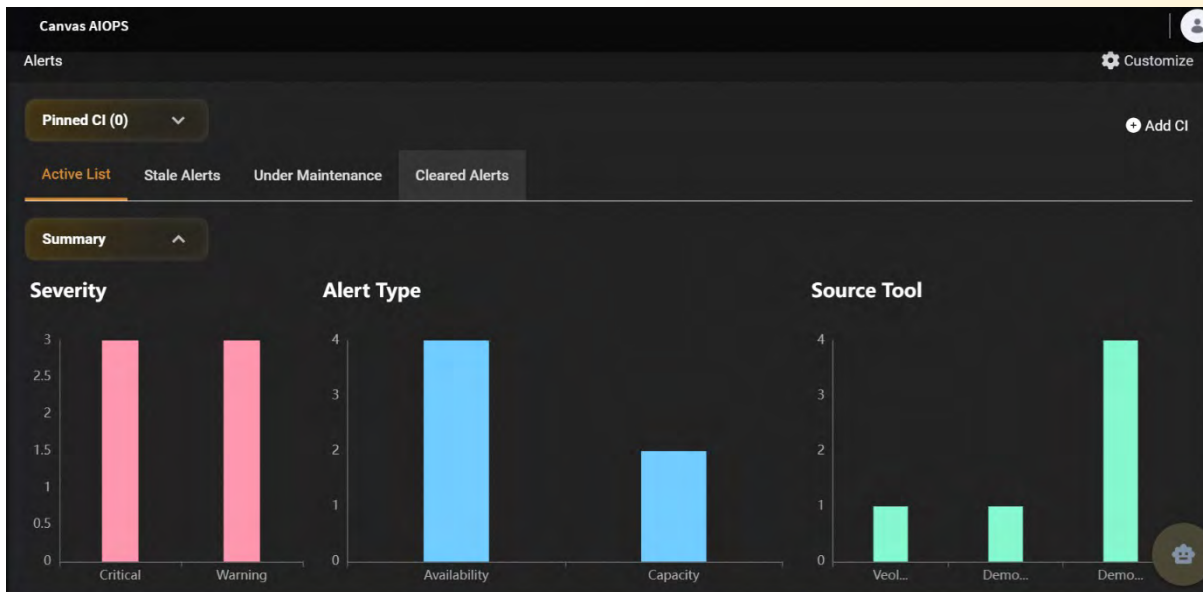 Canvas AIOPS
Alerts
Customize
Pinned CI (0)
Add CI
Active List Stale Alerts Under Maintenance Cleared Alerts
Summary
Severity
3
2.5
2
1.5
1
0.5
0
Critical Warning
Alert Type
4
3
2
1
0
Availability Capacity
Source Tool
4
3
2
1
0
Veol... Demo... Demo...